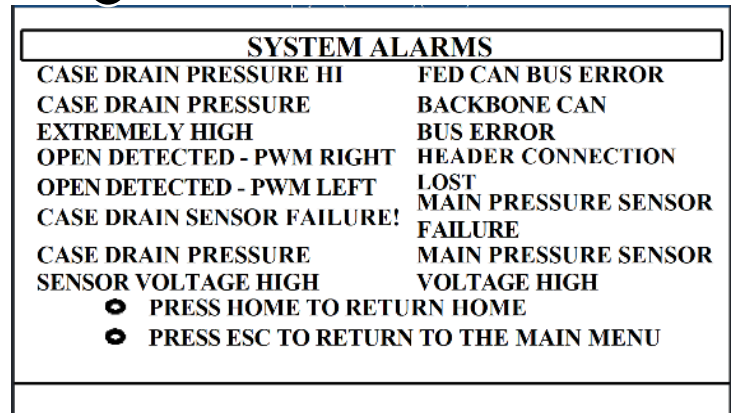 SYSTEM ALARMS
CASE DRAIN PRESSURE HI
CASE DRAIN PRESSURE
EXTREMELY HIGH
OPEN DETECTED - PWM RIGHT
OPEN DETECTED - PWM LEFT
CASE DRAIN SENSOR FAILURE!
CASE DRAIN PRESSURE
SENSOR VOLTAGE HIGH
FED CAN BUS ERROR
BACKBONE CAN
BUS ERROR
HEADER CONNECTION
LOST
MAIN PRESSURE SENSOR
FAILURE
MAIN PRESSURE SENSOR
VOLTAGE HIGH
PRESS HOME TO RETURN HOME
PRESS ESC TO RETURN TO THE MAIN MENU